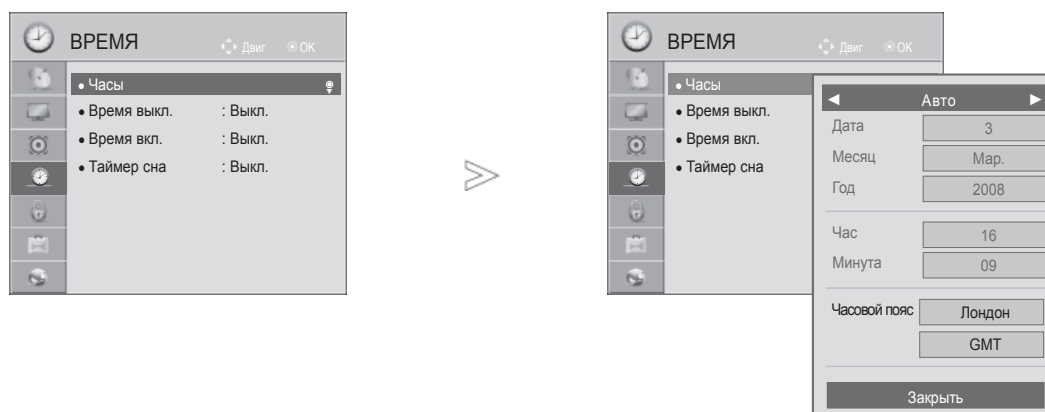 ВРЕМЯ Двиг OK
• Часы
• Время выкл. : Выкл.
• Время вкл. : Выкл.
• Таймер сна : Выкл.
ВРЕМЯ Двиг OK
• Часы
• Время выкл.
• Время вкл.
• Таймер сна
◄ Авто ►
Дата 3
Месяц Мар.
Год 2008
Час 16
Минута 09
Часовой пояс Лондон
GMT
Закрыть